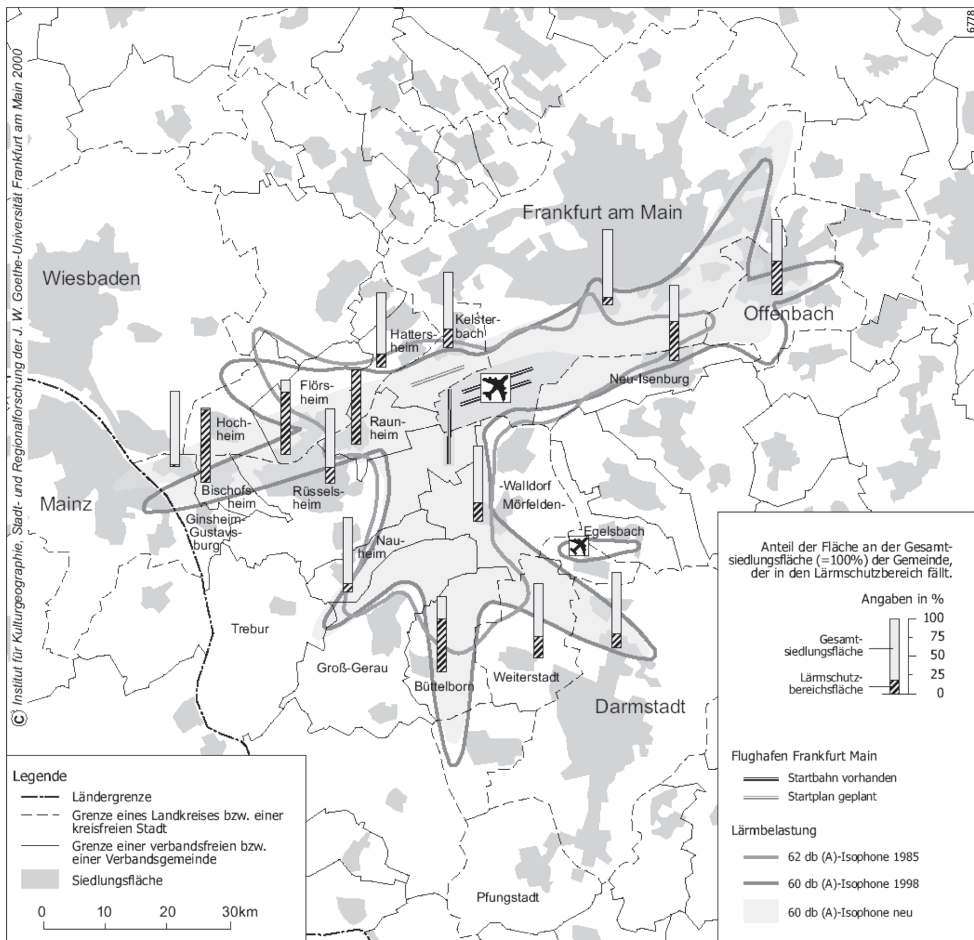 6728
© Institut für Kulturgeographie, Stadt- und Regionalforschung der J. W. Goethe-Universität Frankfurt am Main 2000
Frankfurt am Main
Wiesbaden
Offenbach
Hatters-
heim
Kelster-
bach
Neu-Isenburg
Flörs-
heim
Hoch-
heim
Raun-
heim
Mainz
Bischofs-
heim
Rüssels-
heim
Ginsheim-
Gustavs-
burg
-Walldorf
Mörfelden-
Nau-
heim
Egelsbach
Trebur
Groß-Gerau
Büttelborn
Weiterstadt
Darmstadt
Pfungstadt
Anteil der Fläche an der Gesamt-
siedlungsfläche (=100%) der Gemeinde,
der in den Lärmschutzbereich fällt.
Angaben in %
100
75
50
25
0
Gesamt-
siedlungsfläche
Lärmschutz-
bereichsfläche
Flughafen Frankfurt Main
Startbahn vorhanden
Startplan geplant
Lärmbelastung
62 db (A)-Isophone 1985
60 db (A)-Isophone 1998
60 db (A)-Isophone neu
Legende
Ländergrenze
Grenze eines Landkreises bzw. einer
kreisfreien Stadt
Grenze einer verbandsfreien bzw.
einer Verbandsgemeinde
Siedlungsfläche
0 10 20 30km